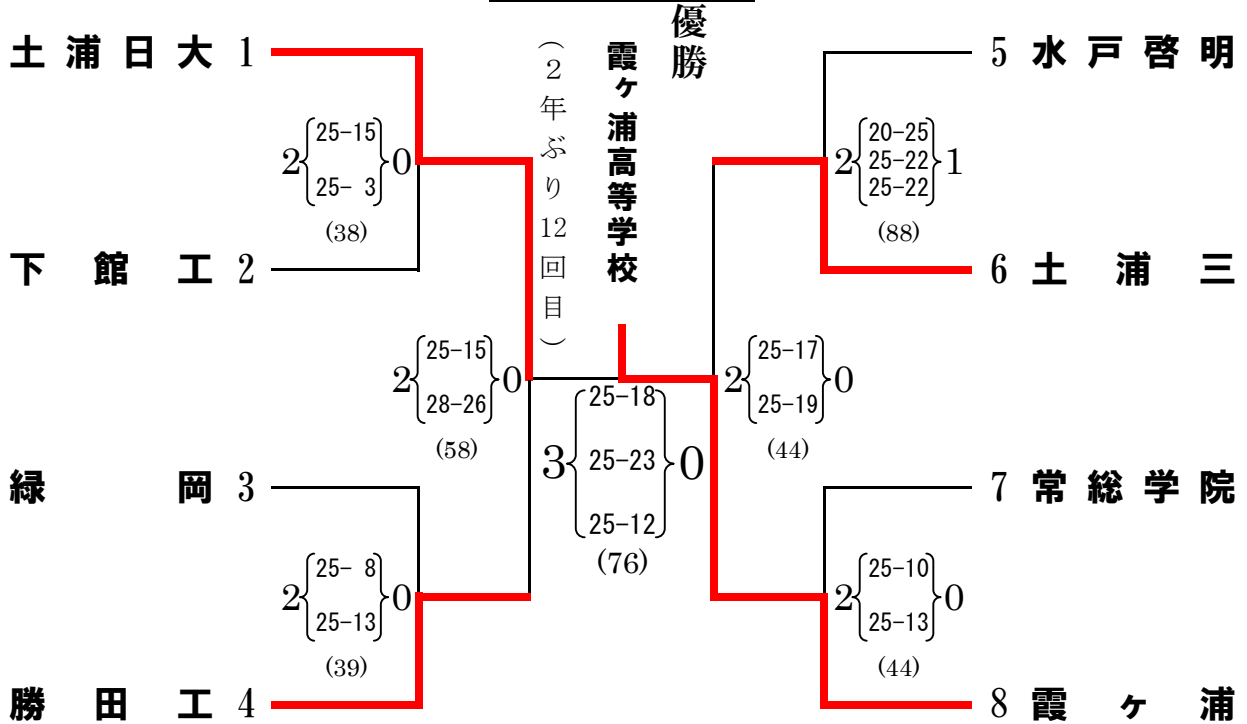 優勝
霞ヶ浦高等学校
（２年ぶり12回目）
土浦日大 1
2 25-15 0
25- 3
(38)
下館工 2
2 25-15 0
28-26
(58)
緑岡 3
2 25- 8 0
25-13
(39)
勝田工 4
25-18
3 25-23 0
25-12
(76)
5 水戸啓明
20-25
2 25-22 1
25-22
(88)
6 土浦三
2 25-17 0
25-19
(44)
7 常総学院
2 25-10 0
25-13
(44)
8 霞ヶ浦